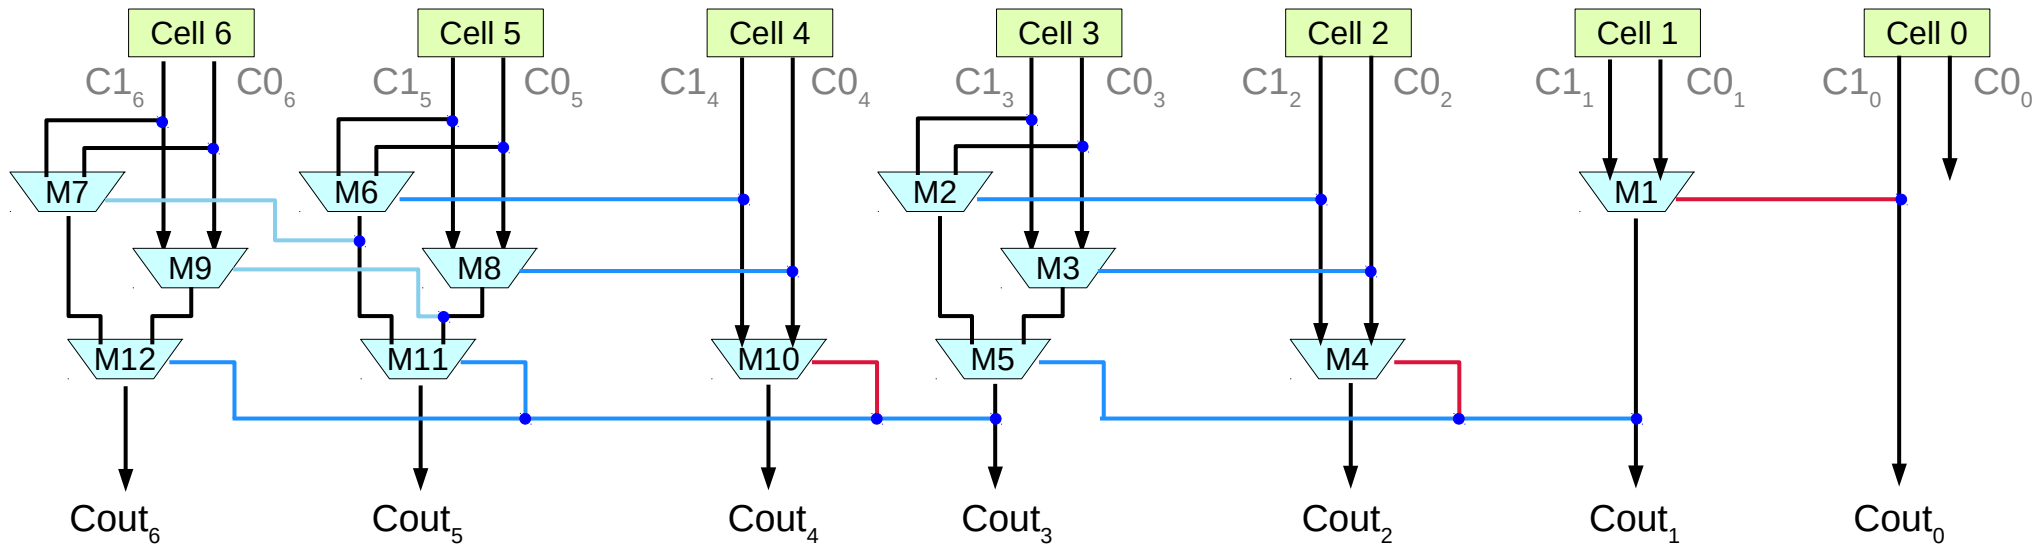 Cell 6 Cell 5 Cell 4 Cell 3 Cell 2 Cell 1 Cell 0
C1₆ C0₆ C1₅ C0₅ C1₄ C0₄ C1₃ C0₃ C1₂ C0₂ C1₁ C0₁ C1₀ C0₀
M7 M6 M2 M1
M9 M8 M3
M12 M11 M10 M5 M4
Cout₆ Cout₅ Cout₄ Cout₃ Cout₂ Cout₁ Cout₀